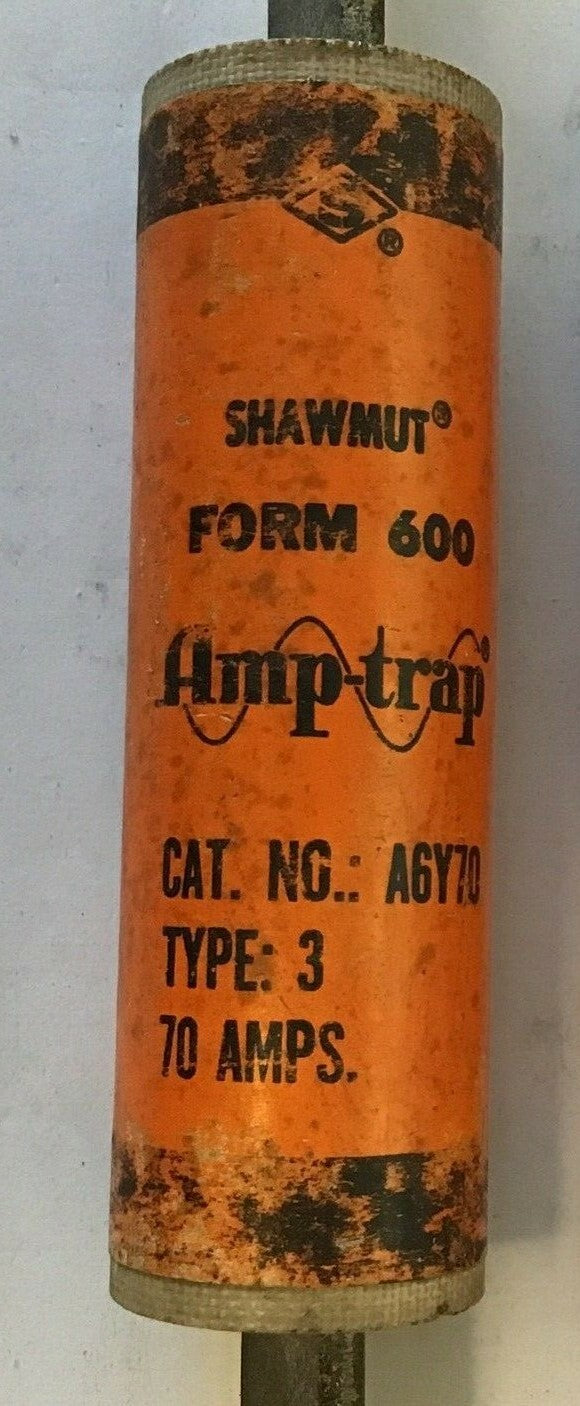 S®
SHAWMUT®
FORM 600
Amp-trap®
CAT. NO.: A6Y70
TYPE: 3
70 AMPS.